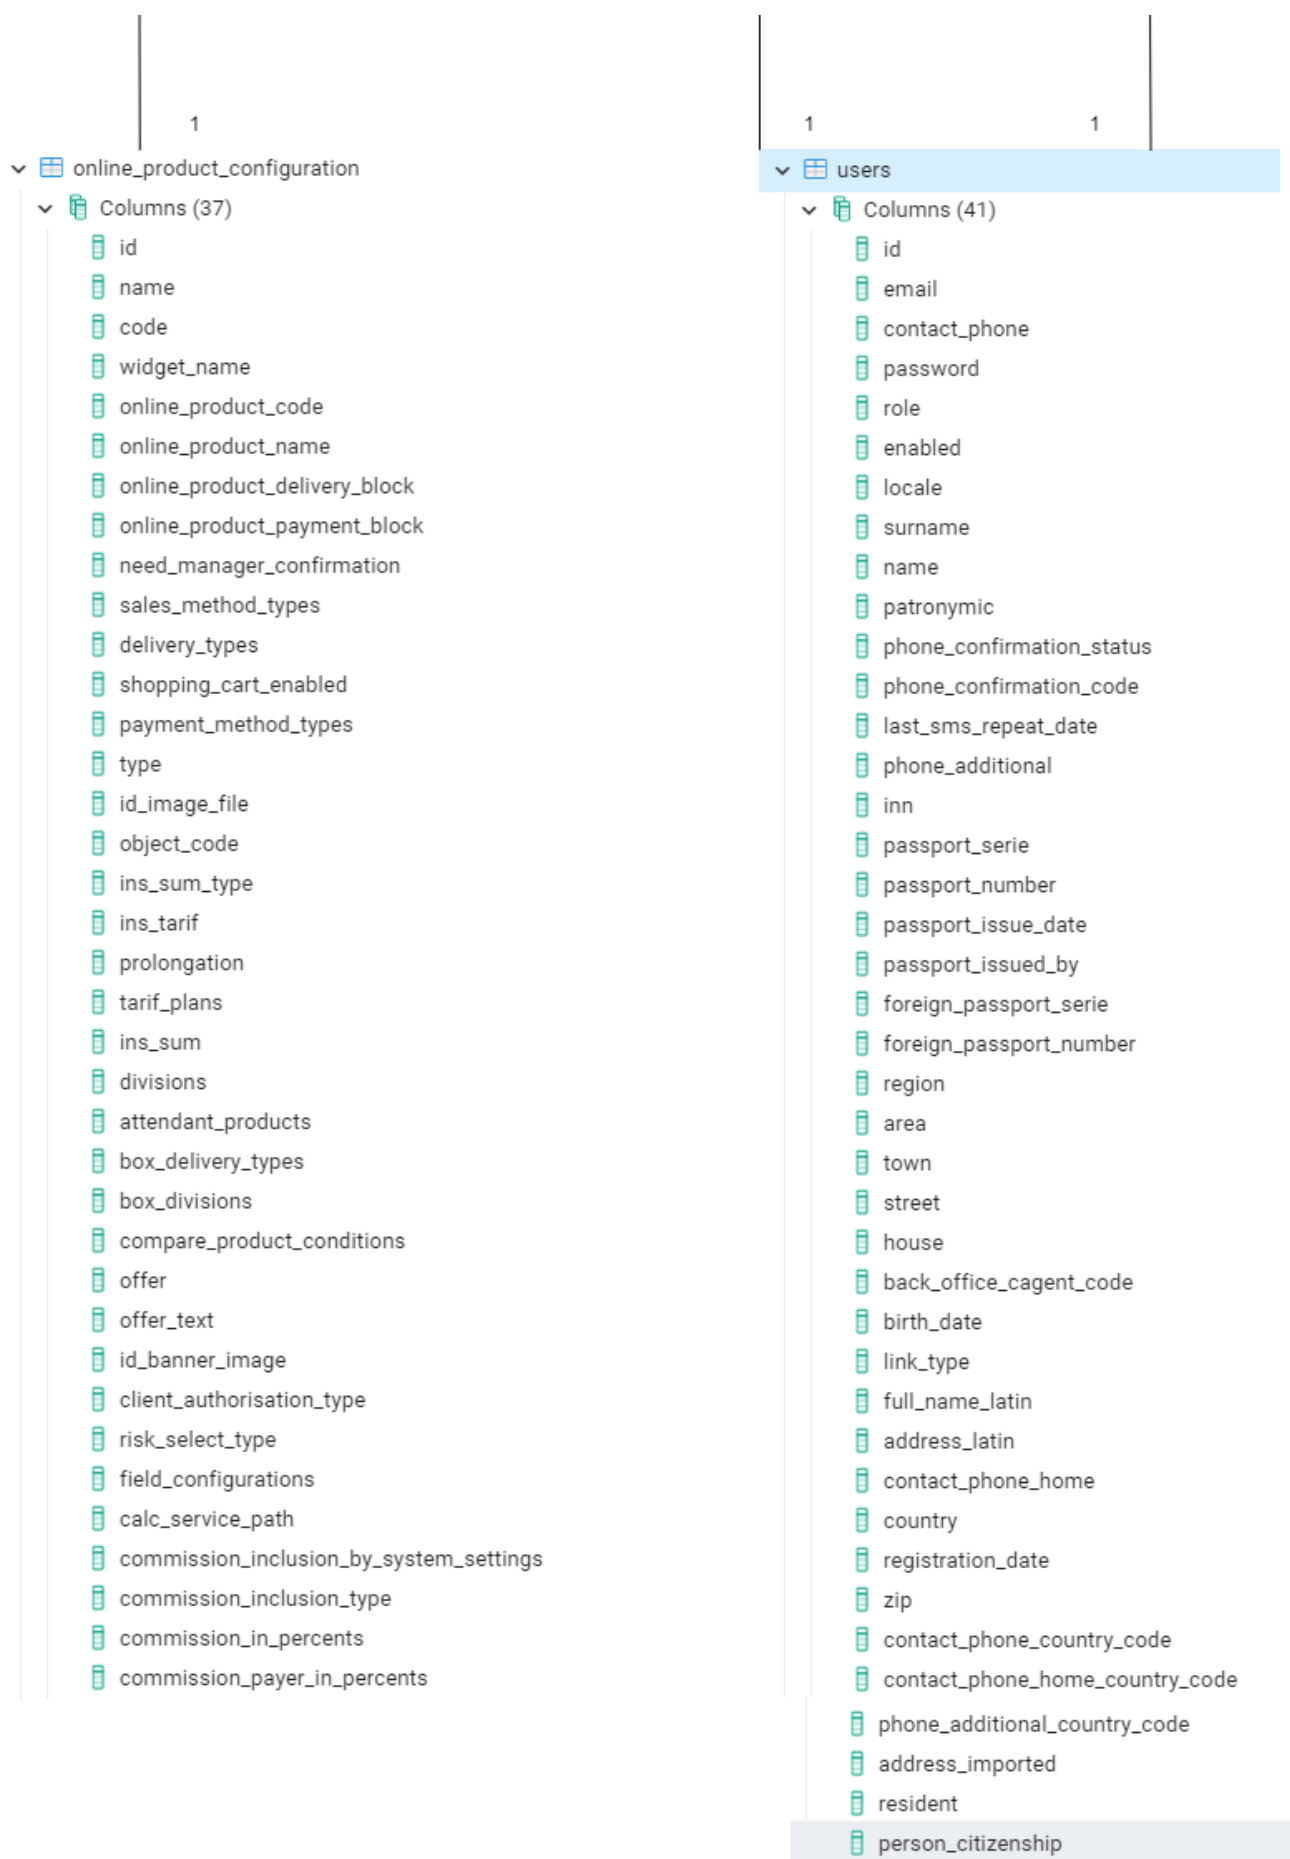 1
online_product_configuration
Columns (37)
id
name
code
widget_name
online_product_code
online_product_name
online_product_delivery_block
online_product_payment_block
need_manager_confirmation
sales_method_types
delivery_types
shopping_cart_enabled
payment_method_types
type
id_image_file
object_code
ins_sum_type
ins_tarif
prolongation
tarif_plans
ins_sum
divisions
attendant_products
box_delivery_types
box_divisions
compare_product_conditions
offer
offer_text
id_banner_image
client_authorisation_type
risk_select_type
field_configurations
calc_service_path
commission_inclusion_by_system_settings
commission_inclusion_type
commission_in_percents
commission_payer_in_percents
1 1
users
Columns (41)
id
email
contact_phone
password
role
enabled
locale
surname
name
patronymic
phone_confirmation_status
phone_confirmation_code
last_sms_repeat_date
phone_additional
inn
passport_serie
passport_number
passport_issue_date
passport_issued_by
foreign_passport_serie
foreign_passport_number
region
area
town
street
house
back_office_cagent_code
birth_date
link_type
full_name_latin
address_latin
contact_phone_home
country
registration_date
zip
contact_phone_country_code
contact_phone_home_country_code
phone_additional_country_code
address_imported
resident
person_citizenship